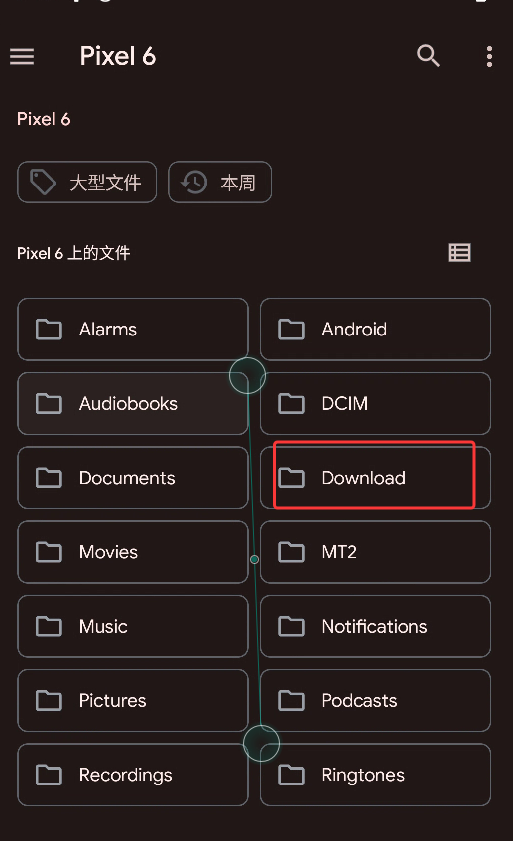 Pixel 6
Pixel 6
大型文件 本周
Pixel 6 上的文件
Alarms Android
Audiobooks DCIM
Documents Download
Movies MT2
Music Notifications
Pictures Podcasts
Recordings Ringtones